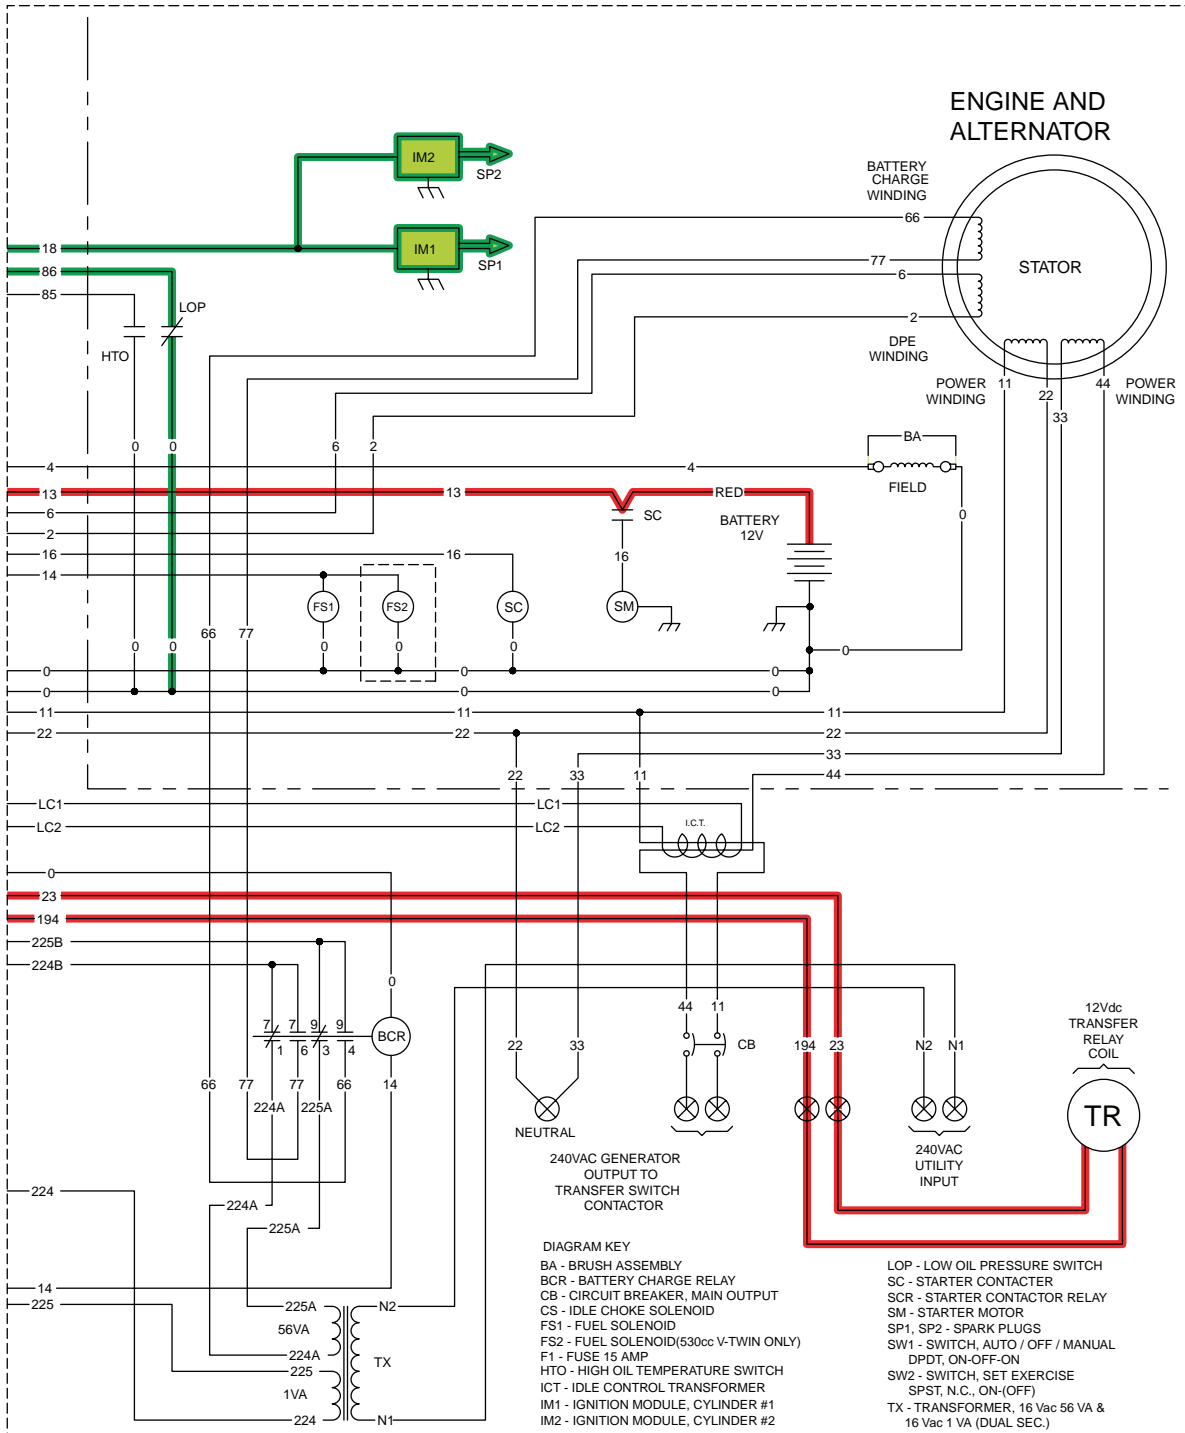 ENGINE AND
ALTERNATOR
BATTERY
CHARGE
WINDING
IM2
SP2
66
18
IM1
SP1
77
STATOR
86
6
85
LOP
2
HTO
DPE
WINDING
POWER
WINDING
11
22
33
44
POWER
WINDING
0
0
6
2
BA
4
4
FIELD
13
13
RED
6
SC
BATTERY
12V
0
2
16
16
16
14
FS1
FS2
SC
SM
66
77
0
0
0
0
0
0
0
0
0
0
0
0
11
11
11
22
22
22
33
22
33
11
44
LC1
LC1
LC2
LC2
I.C.T.
0
23
194
225B
224B
0
44
11
12Vdc
TRANSFER
RELAY
COIL
7
7
9
9
BCR
1
6
3
4
22
33
CB
194
23
N2
N1
66
77
77
66
14
224A
225A
TR
NEUTRAL
240VAC GENERATOR
OUTPUT TO
TRANSFER SWITCH
CONTACTOR
240VAC
UTILITY
INPUT
224
224A
225A
14
225
225A
N2
56VA
224A
TX
225
1VA
224
N1
DIAGRAM KEY
BA - BRUSH ASSEMBLY
BCR - BATTERY CHARGE RELAY
CB - CIRCUIT BREAKER, MAIN OUTPUT
CS - IDLE CHOKE SOLENOID
FS1 - FUEL SOLENOID
FS2 - FUEL SOLENOID(530cc V-TWIN ONLY)
F1 - FUSE 15 AMP
HTO - HIGH OIL TEMPERATURE SWITCH
ICT - IDLE CONTROL TRANSFORMER
IM1 - IGNITION MODULE, CYLINDER #1
IM2 - IGNITION MODULE, CYLINDER #2
LOP - LOW OIL PRESSURE SWITCH
SC - STARTER CONTACTER
SCR - STARTER CONTACTOR RELAY
SM - STARTER MOTOR
SP1, SP2 - SPARK PLUGS
SW1 - SWITCH, AUTO / OFF / MANUAL
DPDT, ON-OFF-ON
SW2 - SWITCH, SET EXERCISE
SPST, N.C., ON-(OFF)
TX - TRANSFORMER, 16 Vac 56 VA &
16 Vac 1 VA (DUAL SEC.)